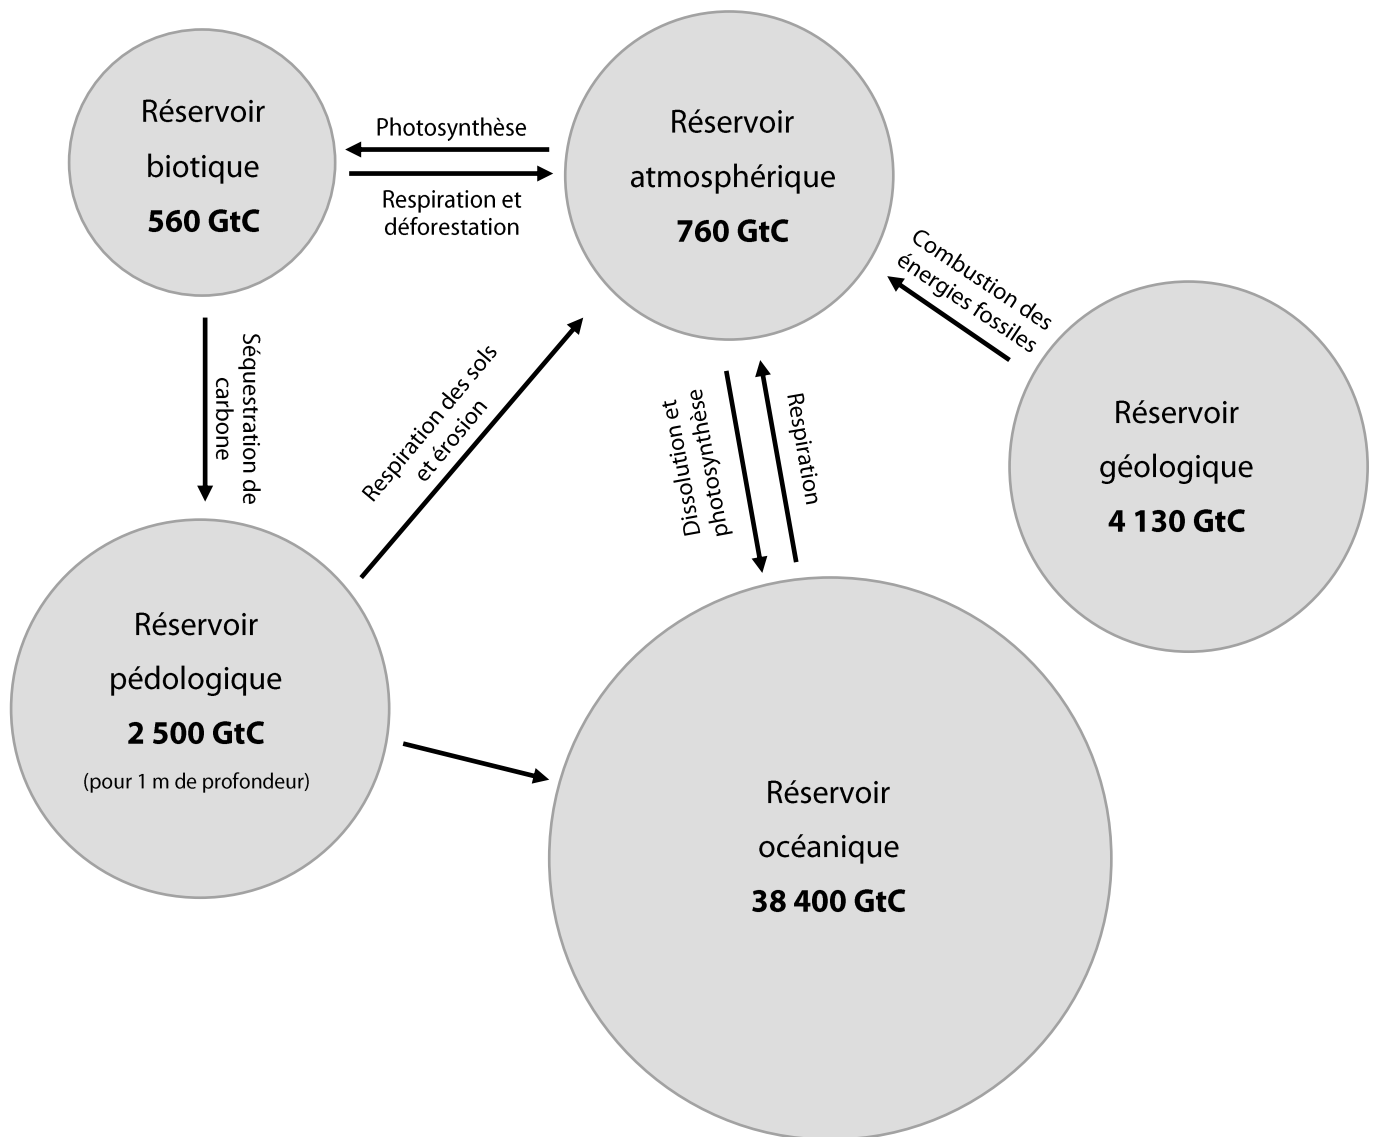 Réservoir
biotique
560 GtC
Photosynthèse
Respiration et
déforestation
Réservoir
atmosphérique
760 GtC
Combustion des
énergies fossiles
Réservoir
géologique
4 130 GtC
Séquestration de
carbone
Respiration des sols
et érosion
Dissolution et
photosynthèse
Respiration
Réservoir
pédologique
2 500 GtC
(pour 1 m de profondeur)
Réservoir
océanique
38 400 GtC